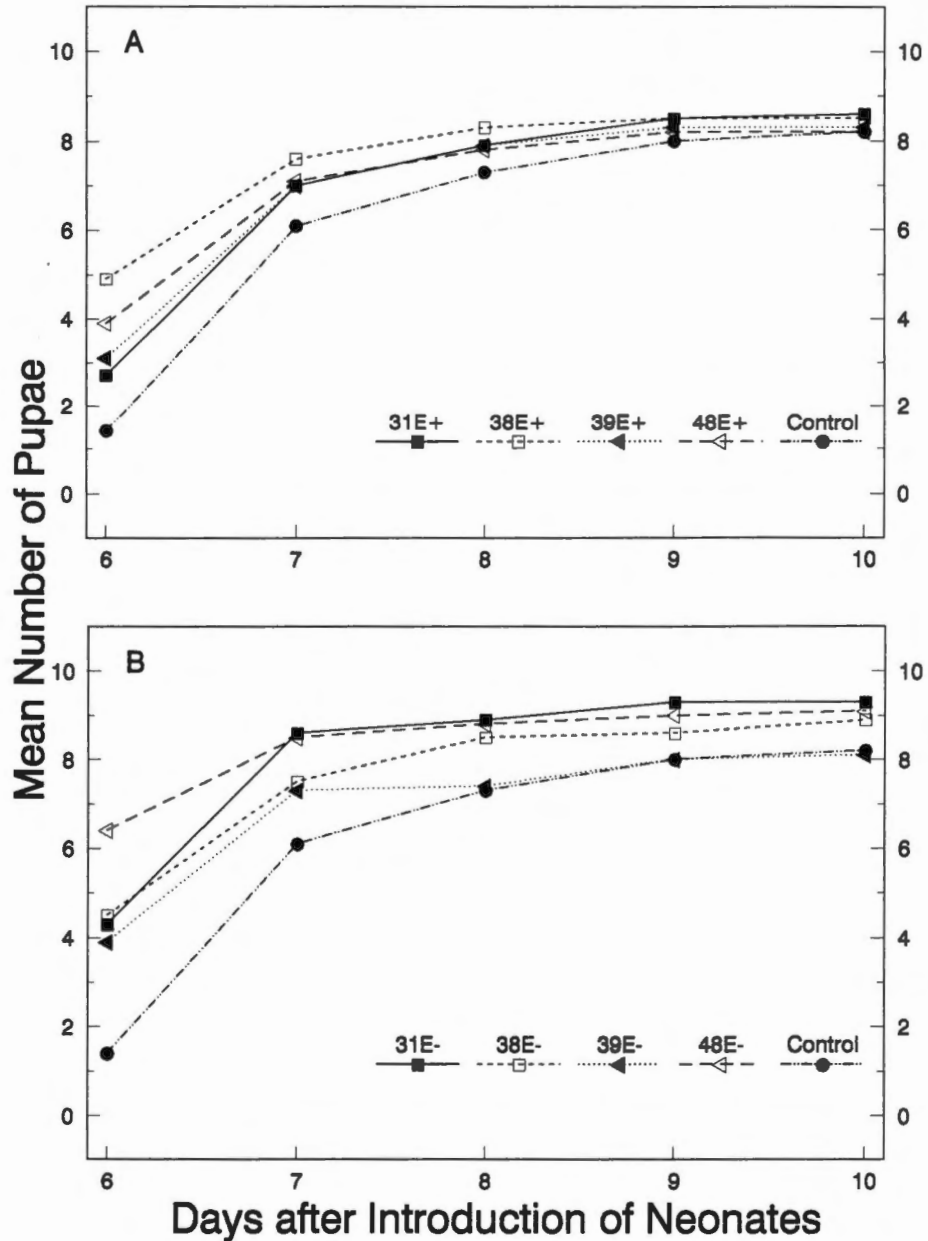 A
10 10
8 8
6 6
4 4
2 2
0 0
31E+ 38E+ 39E+ 48E+ Control
6 7 8 9 10
Mean Number of Pupae
B
10 10
8 8
6 6
4 4
2 2
0 0
31E- 38E- 39E- 48E- Control
6 7 8 9 10
Days after Introduction of Neonates